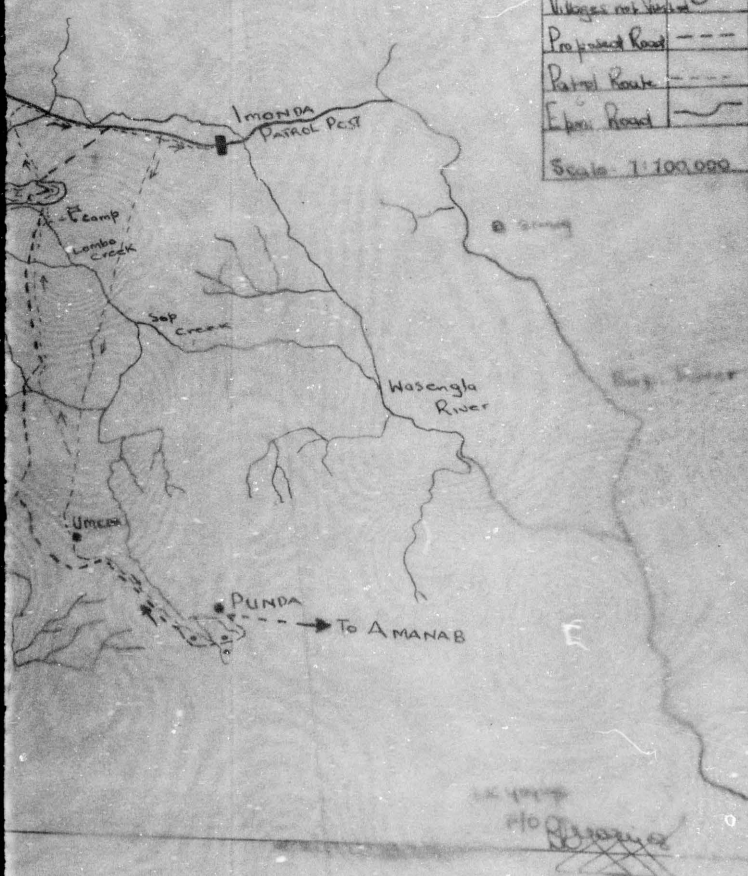 Villages not Visited
Proposed Road
Patrol Route
Road
Scale 1:100,000
IMONDA
PATROL POST
camp
Lombo
Creek
Sop
Creek
Wasengla
River
River
UMEDA
PUNDA
To AMANAB